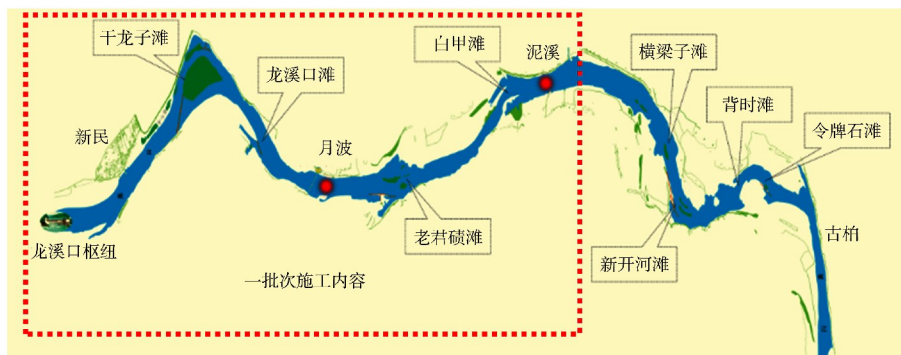 干龙子滩
龙溪口滩
白甲滩
泥溪
横梁子滩
背时滩
令牌石滩
新民
月波
老君碛滩
新开河滩
古柏
龙溪口枢纽
一批次施工内容